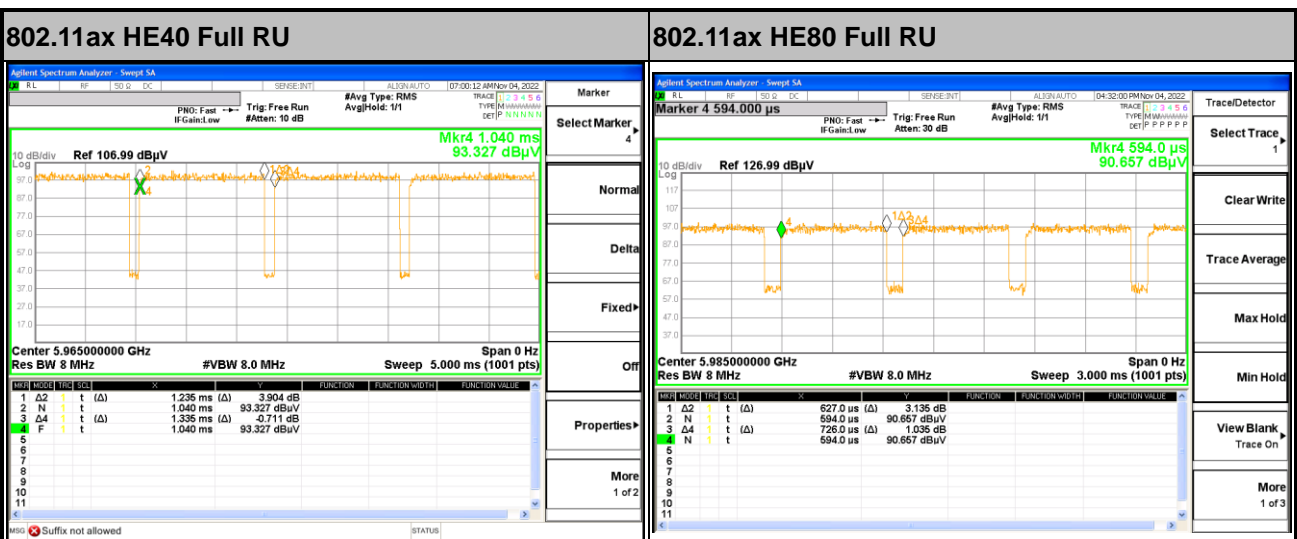 802.11ax HE40 Full RU
Agilent Spectrum Analyzer - Swept SA
RL RF 50 Ω DC SENSE:INT ALIGN AUTO 07:00:12 AM Nov 04, 2022
PNO: Fast
IFGain:Low
Trig: Free Run
#Atten: 10 dB
#Avg Type: RMS
Avg|Hold: 1/1
TRACE 1 2 3 4 5 6
TYPE M
DET P N N N N N
Mkr4 1.040 ms
93.327 dBµV
10 dB/div Ref 106.99 dBµV
Log
97.0
87.0
77.0
67.0
57.0
47.0
37.0
27.0
17.0
Center 5.965000000 GHz Span 0 Hz
Res BW 8 MHz #VBW 8.0 MHz Sweep 5.000 ms (1001 pts)
MKR MODE TRC SCL X Y FUNCTION FUNCTION WIDTH FUNCTION VALUE
1 Δ2 1 t (Δ) 1.235 ms (Δ) 3.904 dB
2 N 1 t 1.040 ms 93.327 dBµV
3 Δ4 1 t (Δ) 1.335 ms (Δ) -0.711 dB
4 F 1 t 1.040 ms 93.327 dBµV
5
6
7
8
9
10
11
MSG Suffix not allowed STATUS
Marker
Select Marker
4
Normal
Delta
Fixed
Off
Properties
More
1 of 2
802.11ax HE80 Full RU
Agilent Spectrum Analyzer - Swept SA
RL RF 50 Ω DC SENSE:INT ALIGN AUTO 04:32:00 PM Nov 04, 2022
Marker 4 594.000 µs
PNO: Fast
IFGain:Low
Trig: Free Run
Atten: 30 dB
#Avg Type: RMS
Avg|Hold: 1/1
TRACE 1 2 3 4 5 6
TYPE M
DET P P P P P P
Mkr4 594.0 µs
90.657 dBµV
10 dB/div Ref 126.99 dBµV
Log
117
107
97.0
87.0
77.0
67.0
57.0
47.0
37.0
4
1Δ2
3Δ4
Center 5.985000000 GHz Span 0 Hz
Res BW 8 MHz #VBW 8.0 MHz Sweep 3.000 ms (1001 pts)
MKR MODE TRC SCL X Y FUNCTION FUNCTION WIDTH FUNCTION VALUE
1 Δ2 1 t (Δ) 627.0 µs (Δ) 3.135 dB
2 N 1 t 594.0 µs 90.657 dBµV
3 Δ4 1 t (Δ) 726.0 µs (Δ) 1.035 dB
4 N 1 t 594.0 µs 90.657 dBµV
5
6
7
8
9
10
11
Trace/Detector
Select Trace
1
Clear Write
Trace Average
Max Hold
Min Hold
View Blank
Trace On
More
1 of 3